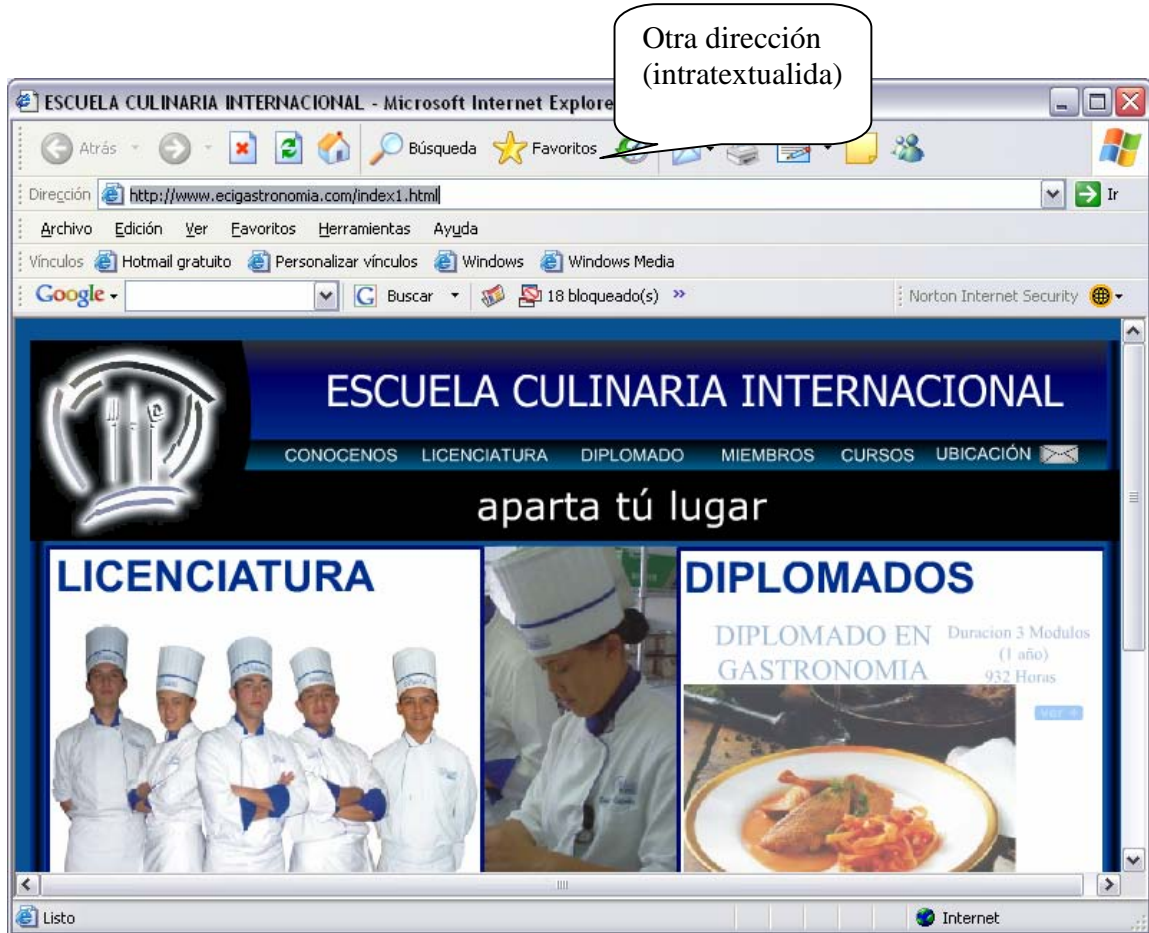 Otra dirección
(intratextualida)
ESCUELA CULINARIA INTERNACIONAL - Microsoft Internet Explore
Atrás Búsqueda Favoritos
Dirección http://www.ecigastronomia.com/index1.html Ir
Archivo Edición Ver Favoritos Herramientas Ayuda
Vínculos Hotmail gratuito Personalizar vínculos Windows Windows Media
Google Buscar 18 bloqueado(s) » Norton Internet Security
ESCUELA CULINARIA INTERNACIONAL
CONOCENOS LICENCIATURA DIPLOMADO MIEMBROS CURSOS UBICACIÓN
aparta tú lugar
LICENCIATURA
DIPLOMADOS
DIPLOMADO EN
GASTRONOMIA
Duracion 3 Modulos
(1 año)
932 Horas
ver +
Listo Internet